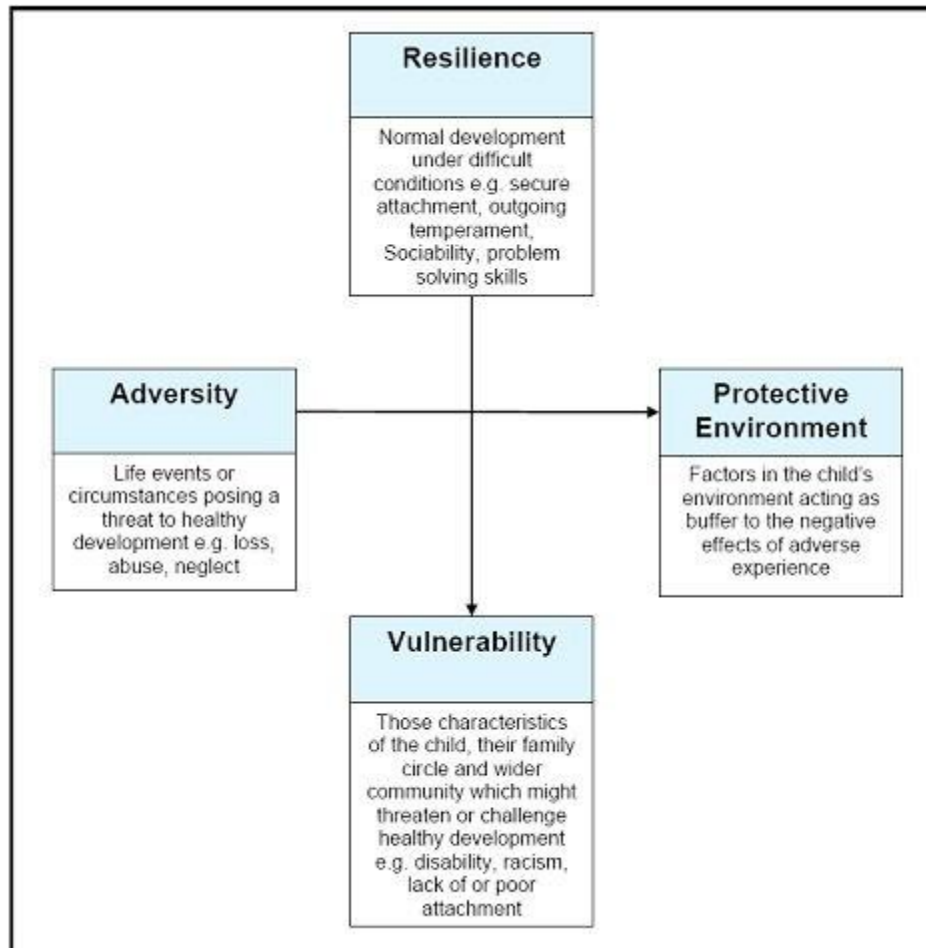 Resilience
Normal development
under difficult
conditions e.g. secure
attachment, outgoing
temperament,
Sociability, problem
solving skills
Adversity
Life events or
circumstances posing a
threat to healthy
development e.g. loss,
abuse, neglect
Protective
Environment
Factors in the child's
environment acting as
buffer to the negative
effects of adverse
experience
Vulnerability
Those characteristics
of the child, their family
circle and wider
community which might
threaten or challenge
healthy development
e.g. disability, racism,
lack of or poor
attachment